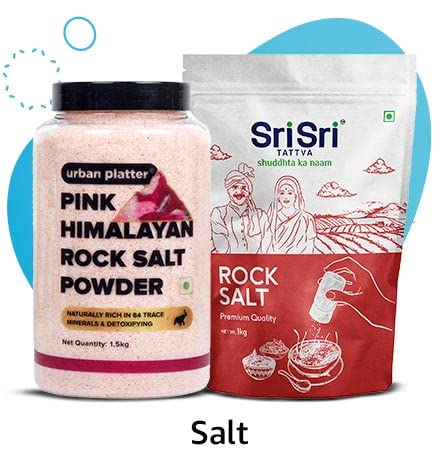 urban platter
PINK
HIMALAYAN
ROCK SALT
POWDER
NATURALLY RICH IN 84 TRACE
MINERALS & DETOXIFYING
Net Quantity: 1.5kg
Sri Sri
TATTVA
shuddhta ka naam
ROCK
SALT
Premium Quality
NET WT. 1kg
Salt